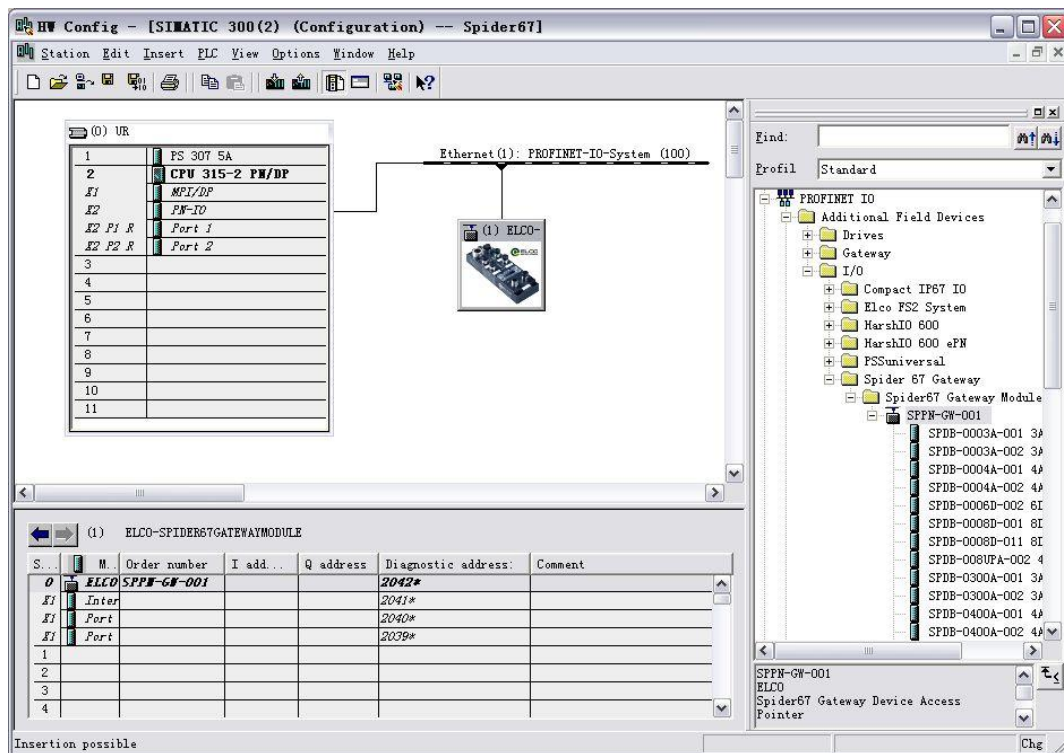 HW Config - [SIMATIC 300(2) (Configuration) -- Spider67]
Station Edit Insert PLC View Options Window Help
(0) UR
1 PS 307 5A
2 CPU 315-2 PN/DP
X1 MPI/DP
X2 PN-IO
X2 P1 R Port 1
X2 P2 R Port 2
3
4
5
6
7
8
9
10
11
Ethernet(1): PROFINET-IO-System (100)
(1) ELCO-
ELCO
Find:
Profil Standard
PROFINET IO
Additional Field Devices
Drives
Gateway
I/O
Compact IP67 IO
Elco FS2 System
HarshIO 600
HarshIO 600 ePN
PSSuniversal
Spider 67 Gateway
Spider67 Gateway Module
SPPN-GW-001
SPDB-0003A-001 3A
SPDB-0003A-002 3A
SPDB-0004A-001 4A
SPDB-0004A-002 4A
SPDB-0006D-002 6D
SPDB-0008D-001 8D
SPDB-0008D-011 8D
SPDB-008UPA-002 4
SPDB-0300A-001 3A
SPDB-0300A-002 3A
SPDB-0400A-001 4A
SPDB-0400A-002 4A
SPPN-GW-001
ELCO
Spider67 Gateway Device Access
Pointer
(1) ELCO-SPIDER67GATEWAYMODULE
S... M.. Order number I add... Q address Diagnostic address: Comment
0 ELCO SPPN-GW-001 2042*
X1 Inter 2041*
X1 Port 2040*
X1 Port 2039*
1
2
3
4
Insertion possible
Chg